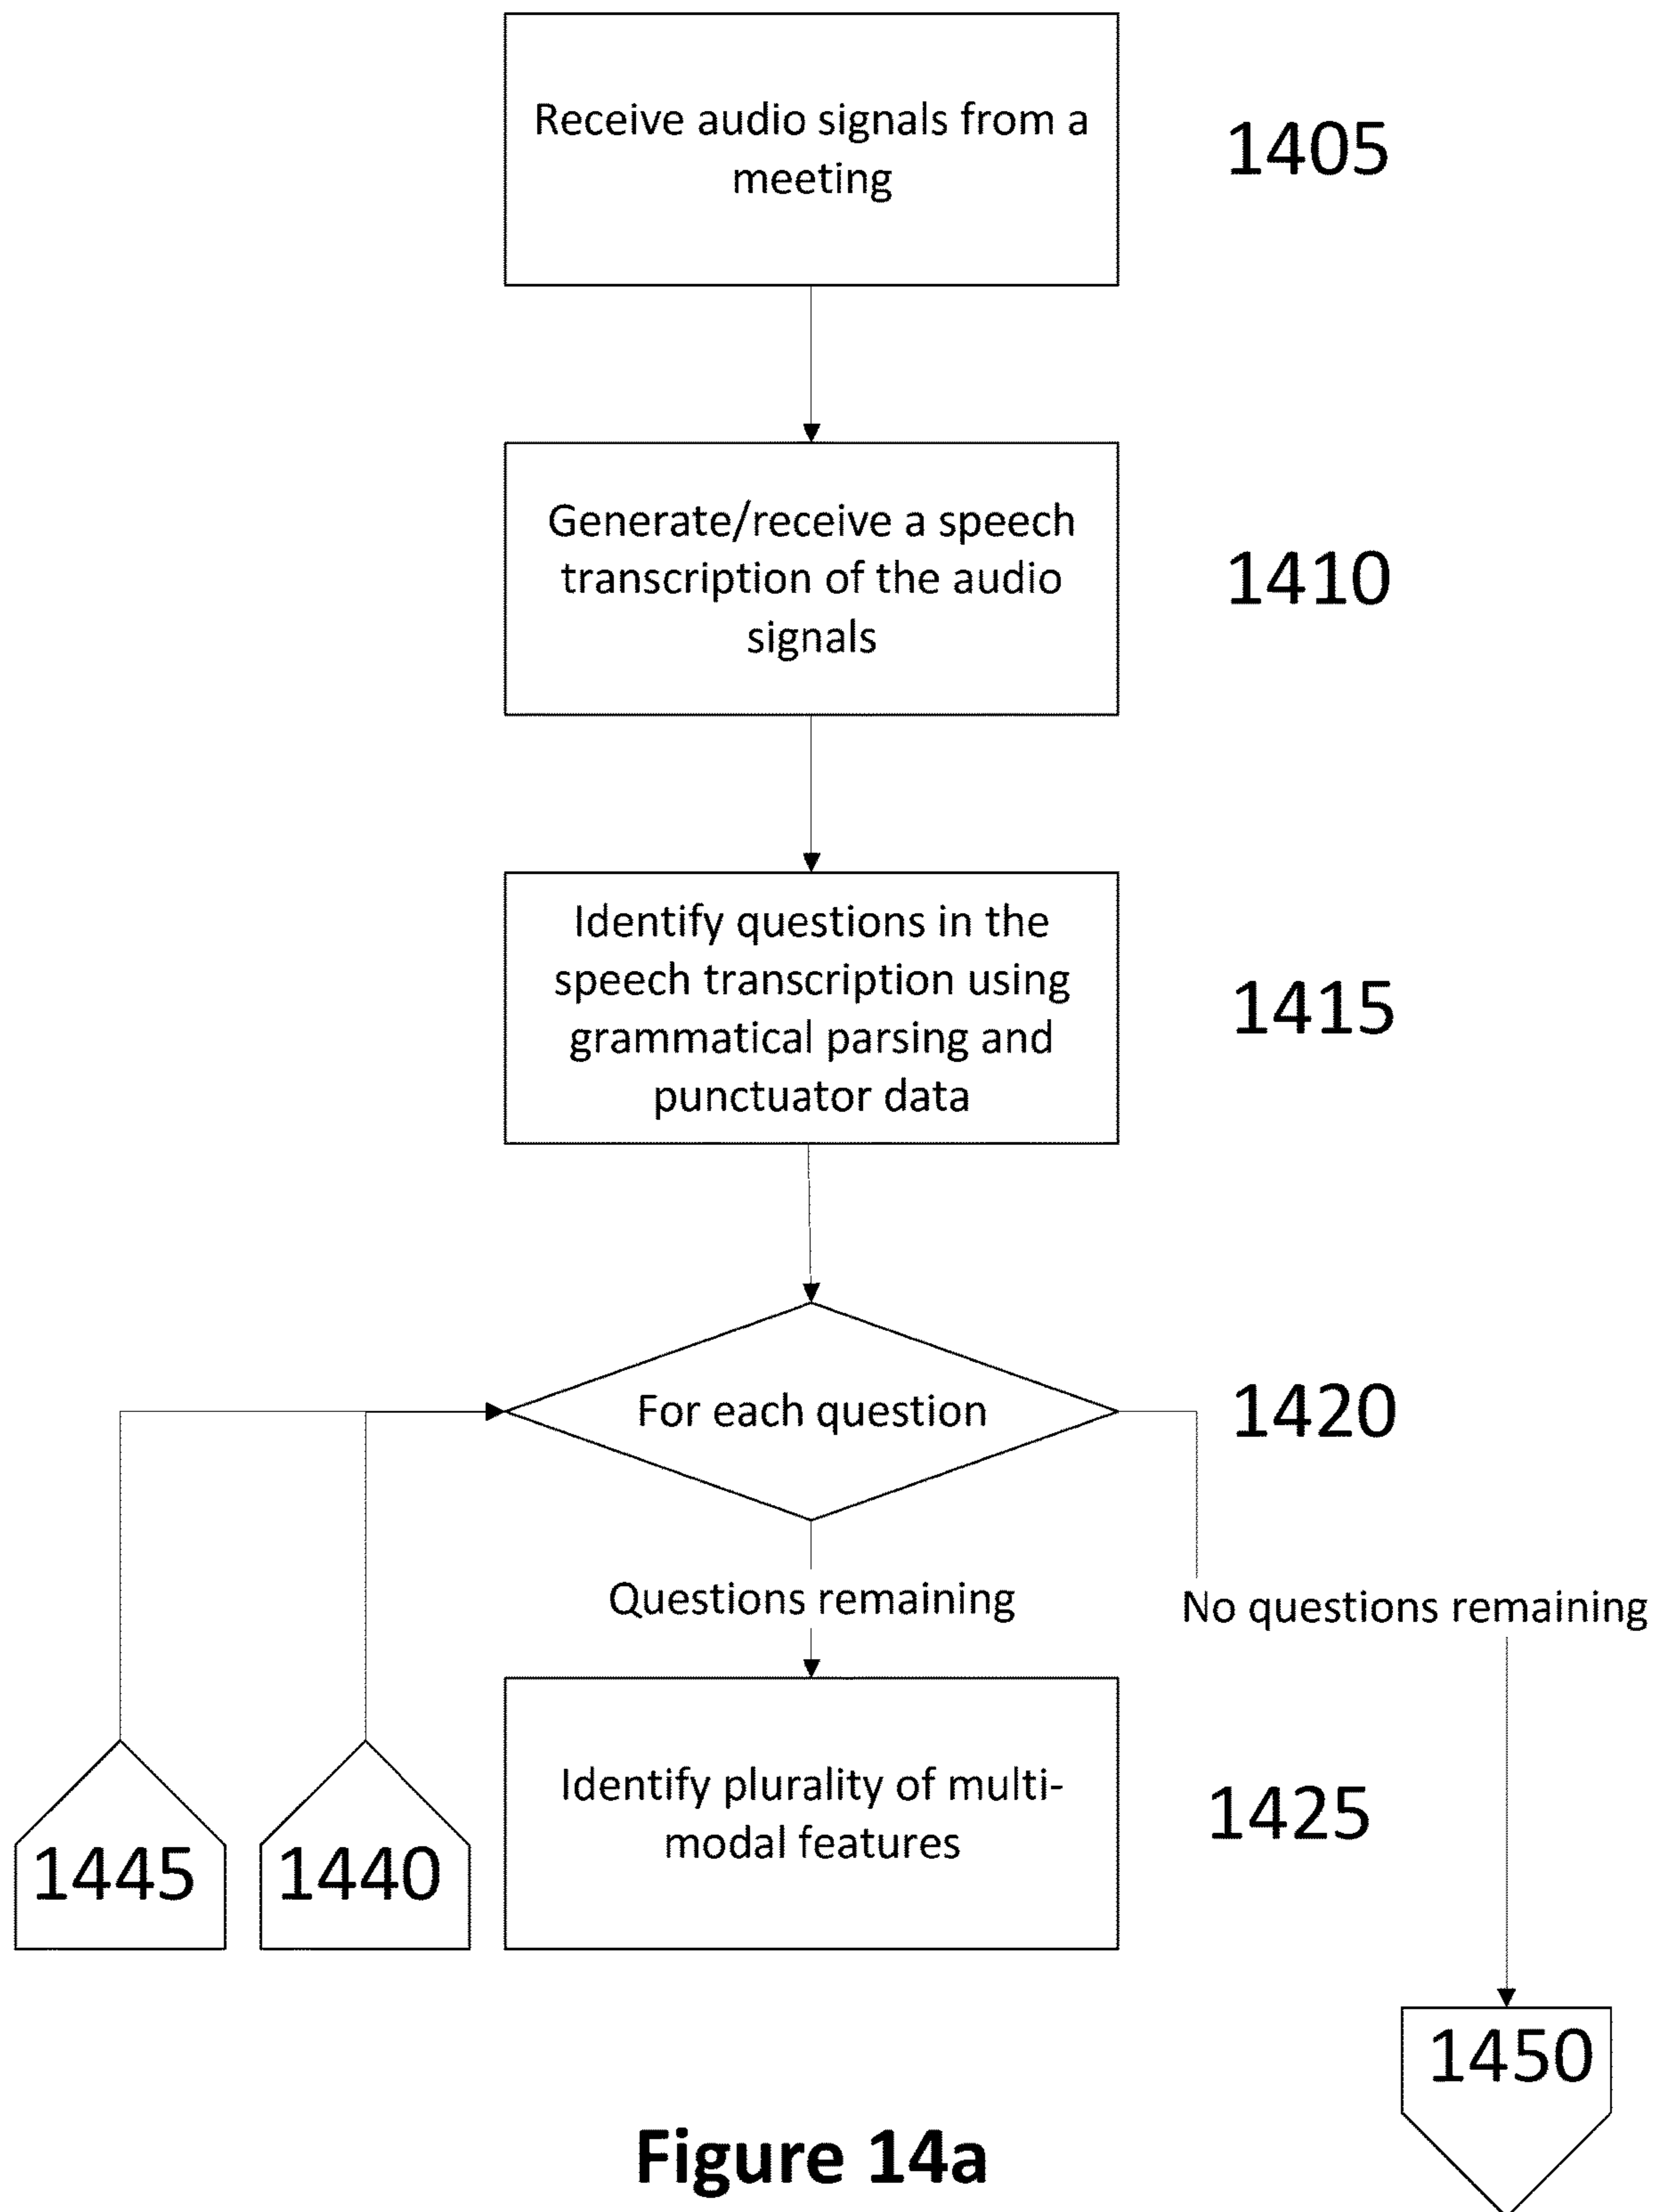 Receive audio signals from a
meeting
1405
Generate/receive a speech
transcription of the audio
signals
1410
Identify questions in the
speech transcription using
grammatical parsing and
punctuator data
1415
For each question
1420
Questions remaining
No questions remaining
Identify plurality of multi-
modal features
1425
1445
1440
1450
Figure 14a